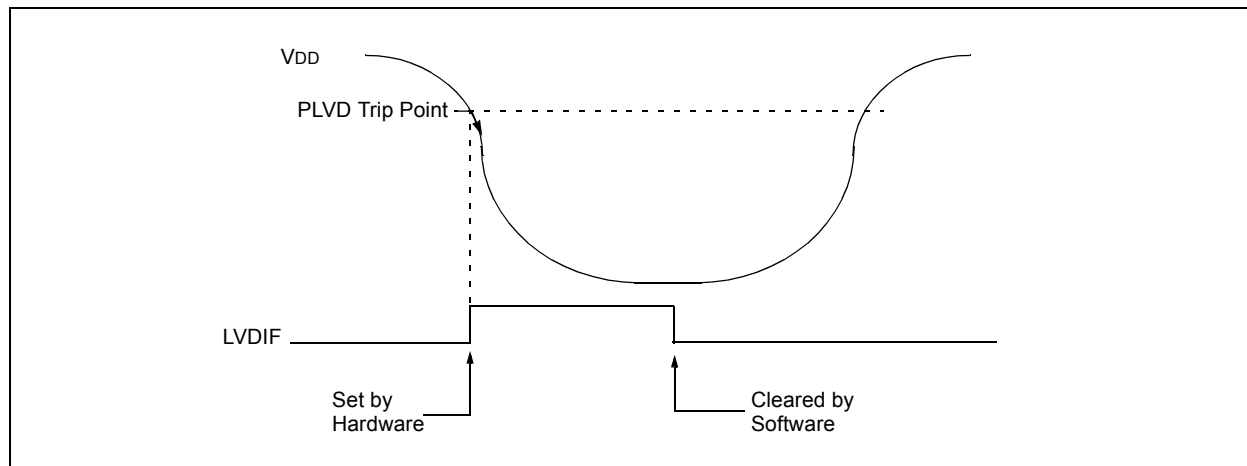 VDD
PLVD Trip Point
LVDIF
Set by
Hardware
Cleared by
Software